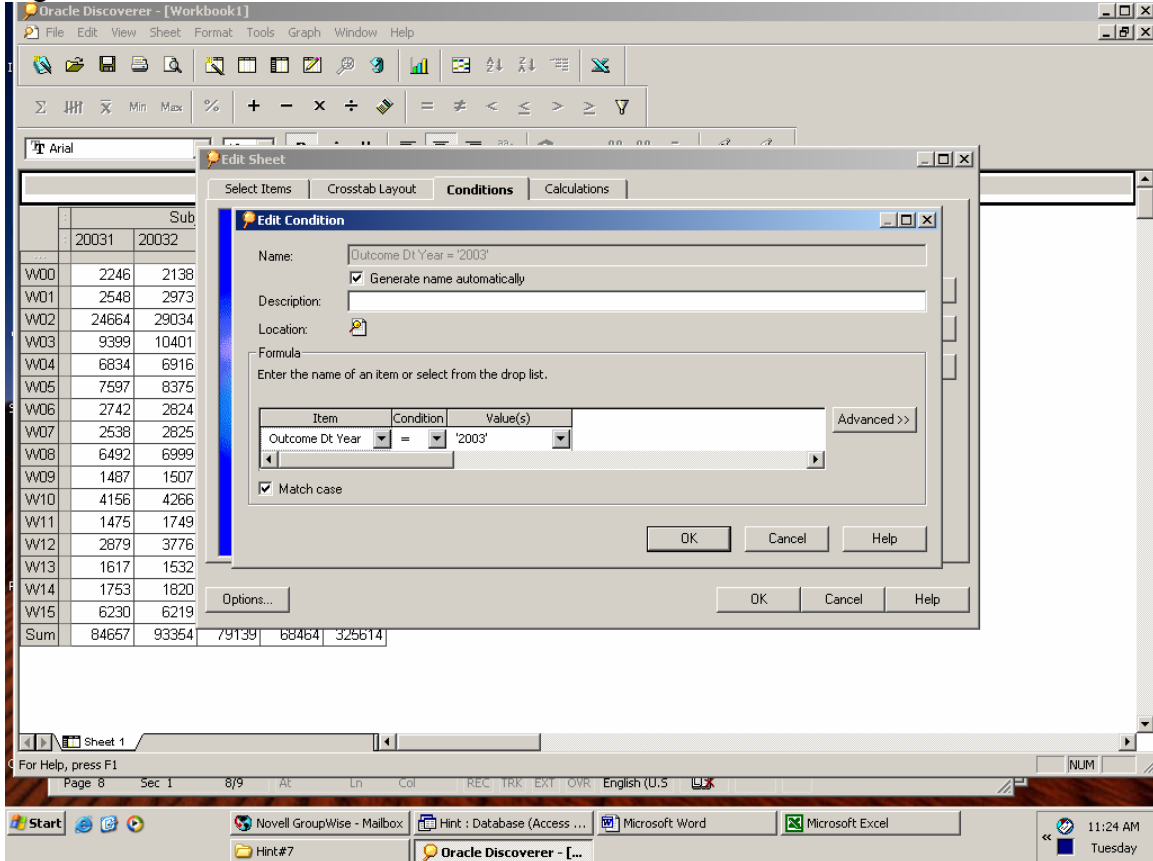 Oracle Discoverer - [Workbook1]
File Edit View Sheet Format Tools Graph Window Help
Σ X Min Max % + − × ÷ = ≠ < ≤ > ≥
Arial
Edit Sheet
Select Items Crosstab Layout Conditions Calculations
Edit Condition
Name: Outcome Dt Year = '2003'
Generate name automatically
Description:
Location:
Formula
Enter the name of an item or select from the drop list.
Item Condition Value(s)
Outcome Dt Year = '2003'
Advanced >>
Match case
OK Cancel Help
Options... OK Cancel Help
Sub
20031 20032
W00 2246 2138
W01 2548 2973
W02 24664 29034
W03 9399 10401
W04 6834 6916
W05 7597 8375
W06 2742 2824
W07 2538 2825
W08 6492 6999
W09 1487 1507
W10 4156 4266
W11 1475 1749
W12 2879 3776
W13 1617 1532
W14 1753 1820
W15 6230 6219
Sum 84657 93354 79139 68464 325614
Sheet 1
For Help, press F1 NUM
Page 8 Sec 1 8/9 At Ln Col REC TRK EXT OVR English (U.S
Start Novell GroupWise - Mailbox Hint : Database (Access ... Microsoft Word Microsoft Excel 11:24 AM
Hint#7 Oracle Discoverer - [... Tuesday